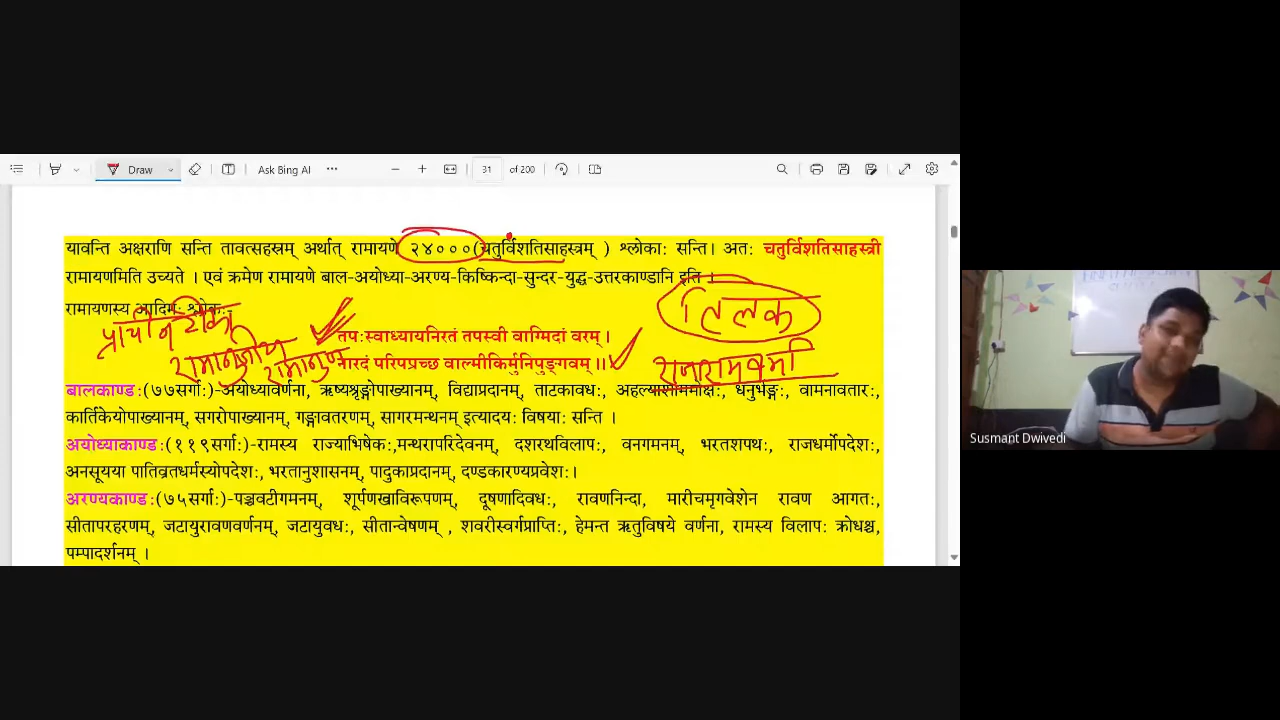 Draw
Ask Bing AI
31 of 200
यावन्ति अक्षराणि सन्ति तावत्सहस्रम् अर्थात् रामायणे २४०००(चतुर्विशतिसाहस्त्रम् ) श्लोका: सन्ति। अत: चतुर्विशतिसाहस्त्री
रामायणमिति उच्यते । एवं क्रमेण रामायणे बाल-अयोध्या-अरण्य-किष्किन्दा-सुन्दर-युद्ध-उत्तरकाण्डानि इति ।
रामायणस्य आदिम: श्लोक:-
तिलक
प्राचीन टीका
तप:स्वाध्यायनिरतं तपस्वी वाग्मिदां वरम् ।
नारदं परिपप्रच्छ वाल्मीकिर्मुनिपुङ्गवम् ॥
रामानुजीय
राजारामवर्मा
बालकाण्ड:(७७सर्गा:)-अयोध्यावर्णना, ऋष्यश्रृङ्गोपाख्यानम्, विद्याप्रदानम्, ताटकावध:, अहल्याशापमोक्ष:, धनुर्भङ्ग:, वामनावतार:,
कार्तिकेयोपाख्यानम्, सगरोपाख्यानम्, गङ्गावतरणम्, सागरमन्थनम् इत्यादय: विषया: सन्ति ।
अयोध्याकाण्ड:(११९सर्गा:)-रामस्य राज्याभिषेक:,मन्थरापरिदेवनम्, दशरथविलाप:, वनगमनम्, भरतशपथ:, राजधर्मोपदेश:,
अनसूयया पातिव्रतधर्मस्योपदेश:, भरतानुशासनम्, पादुकाप्रदानम्, दण्डकारण्यप्रवेश:।
अरण्यकाण्ड:(७५सर्गा:)-पञ्चवटीगमनम्, शूर्पणखाविरूपणम्, दूषणादिवध:, रावणनिन्दा, मारीचमृगवेशेन रावण आगत:,
सीतापरहरणम्, जटायुरावणवर्णनम्, जटायुवध:, सीतान्वेषणम् , शवरीस्वर्गप्राप्ति:, हेमन्त ऋतुविषये वर्णना, रामस्य विलाप: क्रोधश्च,
पम्पादर्शनम् ।
Susmant Dwivedi